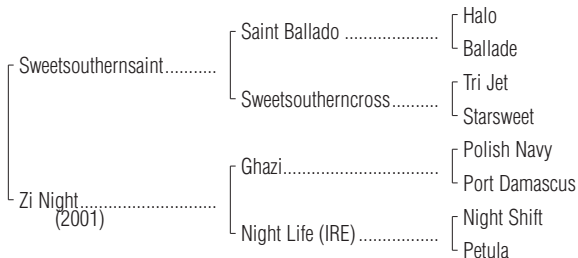 Halo
Saint Ballado ....................
Ballade
Sweetsouthernsaint...........
Tri Jet
Sweetsoutherncross..........
Starsweet
Polish Navy
Ghazi.................................
Port Damascus
Zi Night.............................
(2001)
Night Shift
Night Life (IRE).................
Petula